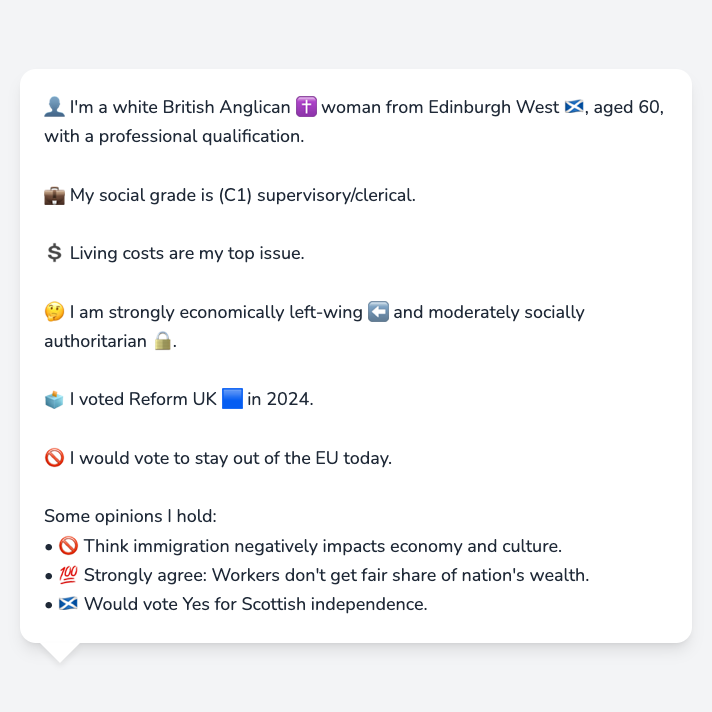 👤 I'm a white British Anglican ✝️ woman from Edinburgh West 🏴󠁧󠁢󠁳󠁣󠁴󠁿, aged 60,
with a professional qualification.
💼 My social grade is (C1) supervisory/clerical.
💲 Living costs are my top issue.
🤔 I am strongly economically left-wing ⬅️ and moderately socially
authoritarian 🔒.
🗳️ I voted Reform UK 🟦 in 2024.
🚫 I would vote to stay out of the EU today.
Some opinions I hold:
• 🚫 Think immigration negatively impacts economy and culture.
• 💯 Strongly agree: Workers don't get fair share of nation's wealth.
• 🏴󠁧󠁢󠁳󠁣󠁴󠁿 Would vote Yes for Scottish independence.